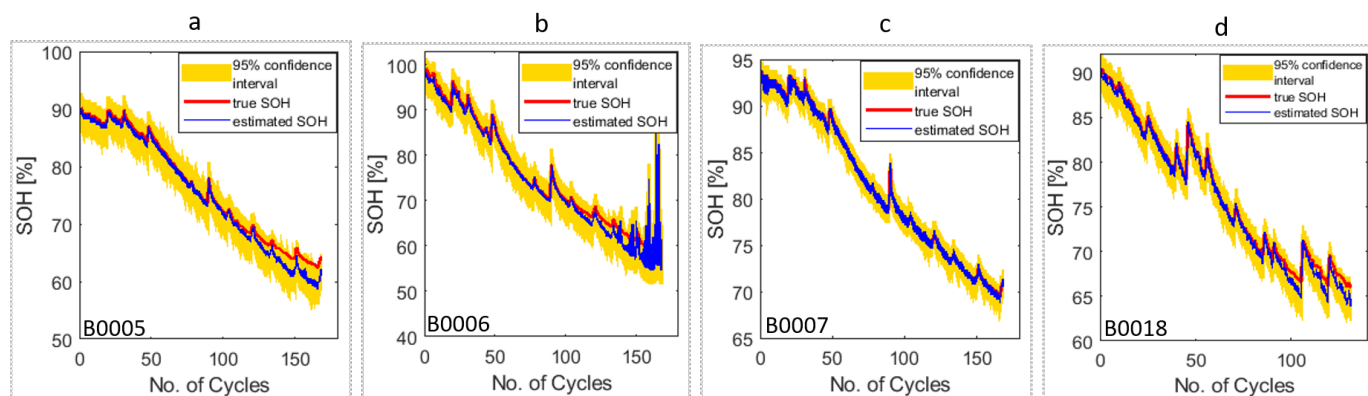 a
b
c
d
100
90
80
70
60
50
0
50
100
150
SOH [%]
No. of Cycles
B0005
95% confidence
interval
true SOH
estimated SOH
100
90
80
70
60
50
40
0
50
100
150
SOH [%]
No. of Cycles
B0006
95% confidence
interval
true SOH
estimated SOH
95
90
85
80
75
70
65
0
50
100
150
SOH [%]
No. of Cycles
B0007
95% confidence
interval
true SOH
estimated SOH
90
85
80
75
70
65
60
0
50
100
SOH [%]
No. of Cycles
B0018
95% confidence
interval
true SOH
estimated SOH